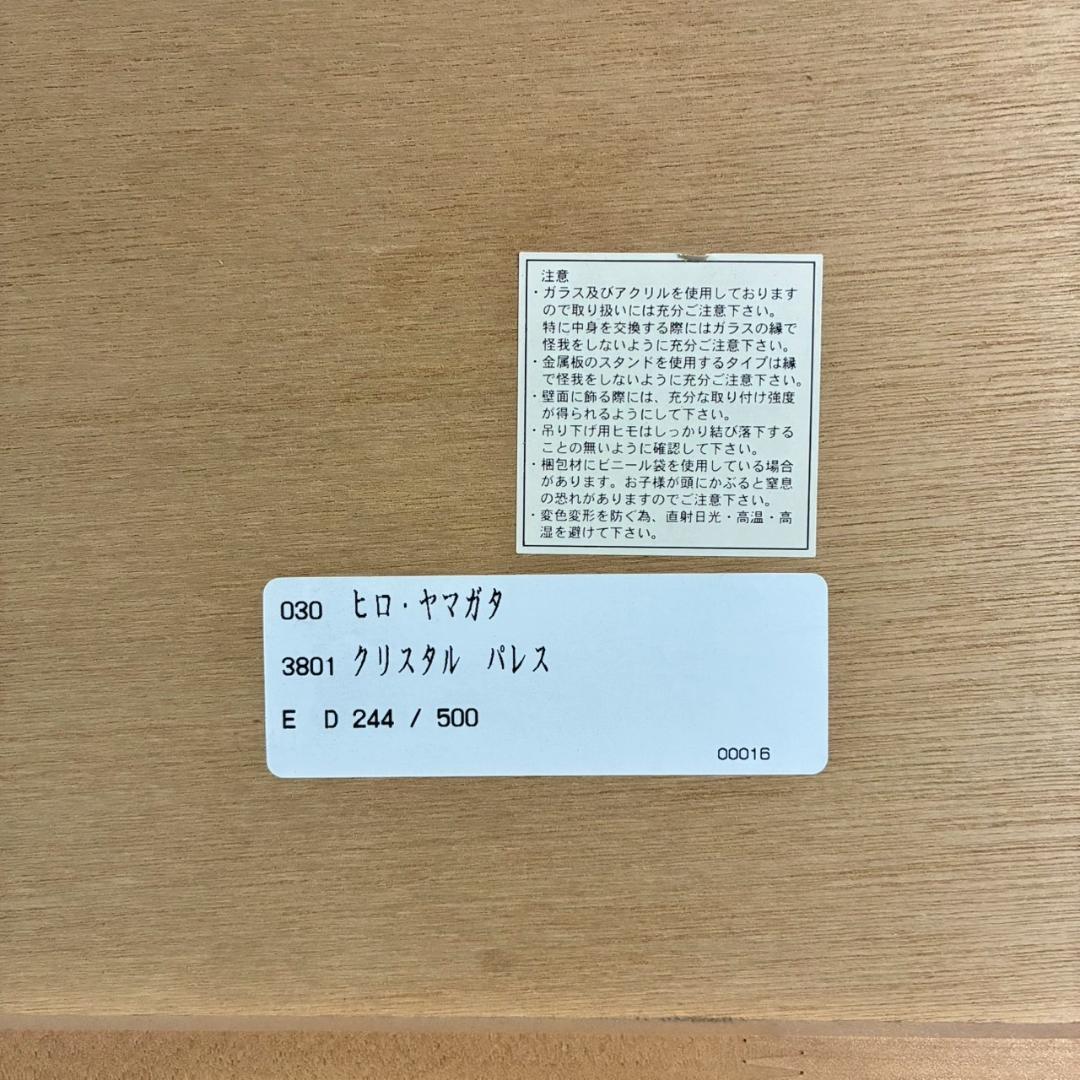 注意
・ガラス及びアクリルを使用しております
ので取り扱いには充分ご注意下さい。
特に中身を交換する際にはガラスの縁で
怪我をしないように充分ご注意下さい。
・金属板のスタンドを使用するタイプは縁
で怪我をしないように充分ご注意下さい。
・壁面に飾る際には、充分な取り付け強度
が得られるようにして下さい。
・吊り下げ用ヒモはしっかり結び落下する
ことの無いように確認して下さい。
・梱包材にビニール袋を使用している場合
があります。お子様が頭にかぶると窒息
の恐れがありますのでご注意下さい。
・変色変形を防ぐ為、直射日光・高温・高
湿を避けて下さい。
030 ヒロ・ヤマガタ
3801 クリスタル パレス
E D 244 / 500
00016